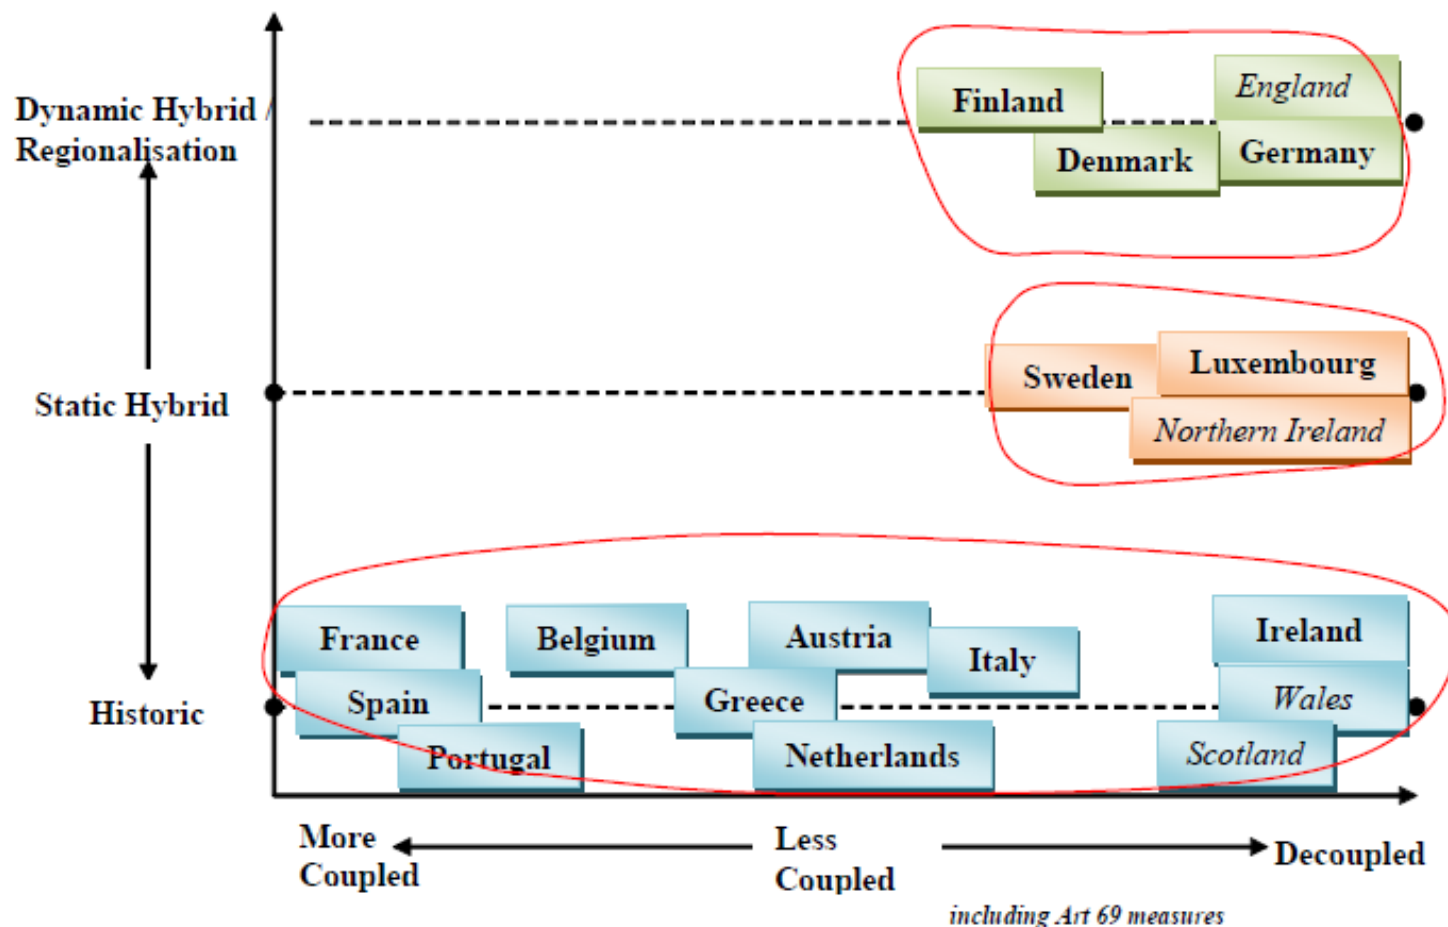 Dynamic Hybrid /
Regionalisation
Finland
England
Denmark
Germany
Static Hybrid
Sweden
Luxembourg
Northern Ireland
Historic
France
Belgium
Austria
Italy
Ireland
Spain
Greece
Wales
Portugal
Netherlands
Scotland
More
Coupled
Less
Coupled
Decoupled
including Art 69 measures